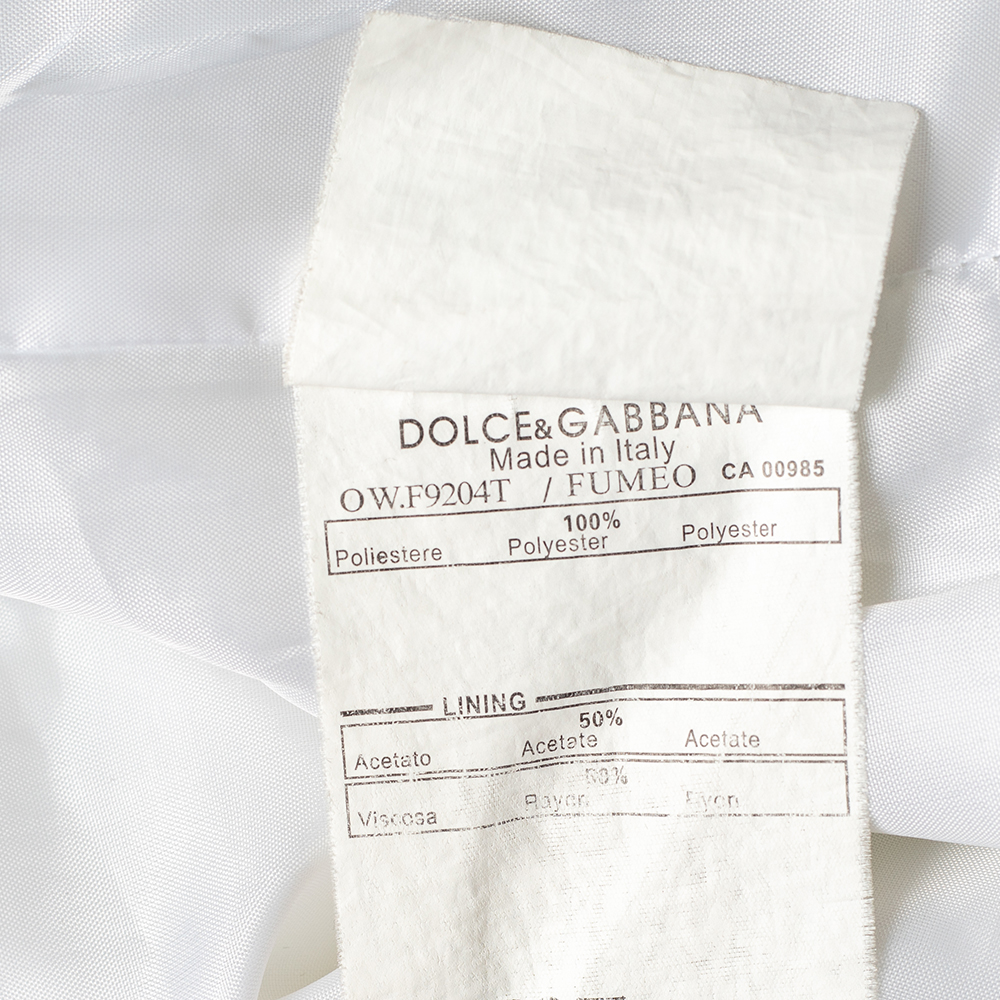 DOLCE&GABBANA
Made in Italy
OW.F9204T / FUMEO CA 00985
100%
Poliestere Polyester Polyester
LINING
50%
Acetato Acetate Acetate
50%
Viscosa Rayon